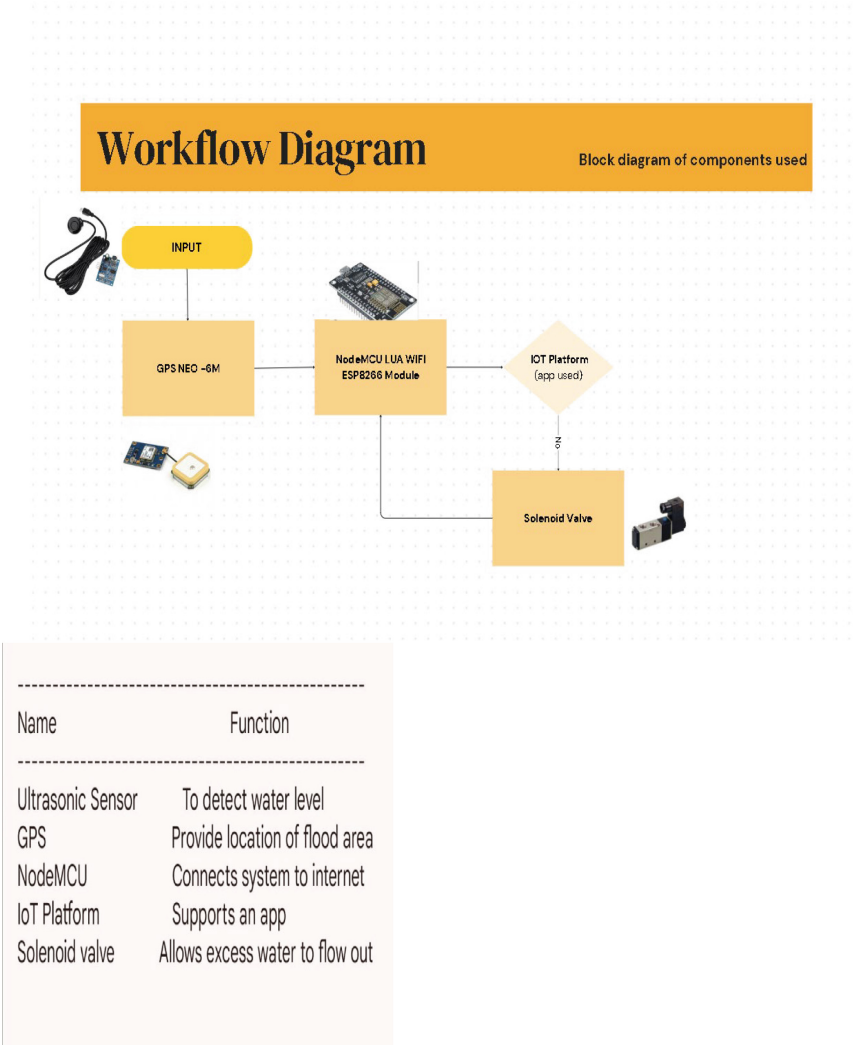 Workflow Diagram
Block diagram of components used
INPUT
GPS NEO -6M
NodeMCU LUA WIFI
ESP8266 Module
IOT Platform
(app used)
No
Solenoid Valve
--------------------------------------------------
Name Function
--------------------------------------------------
Ultrasonic Sensor To detect water level
GPS Provide location of flood area
NodeMCU Connects system to internet
IoT Platform Supports an app
Solenoid valve Allows excess water to flow out